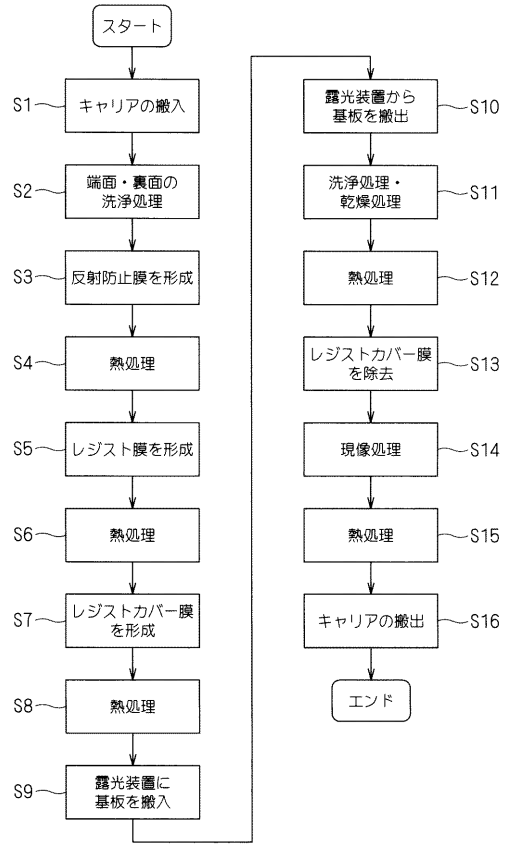 スタート
S1
キャリアの搬入
S2
端面・裏面の
洗浄処理
S3
反射防止膜を形成
S4
熱処理
S5
レジスト膜を形成
S6
熱処理
S7
レジストカバー膜
を形成
S8
熱処理
S9
露光装置に
基板を搬入
露光装置から
基板を搬出
S10
洗浄処理・
乾燥処理
S11
熱処理
S12
レジストカバー膜
を除去
S13
現像処理
S14
熱処理
S15
キャリアの搬出
S16
エンド